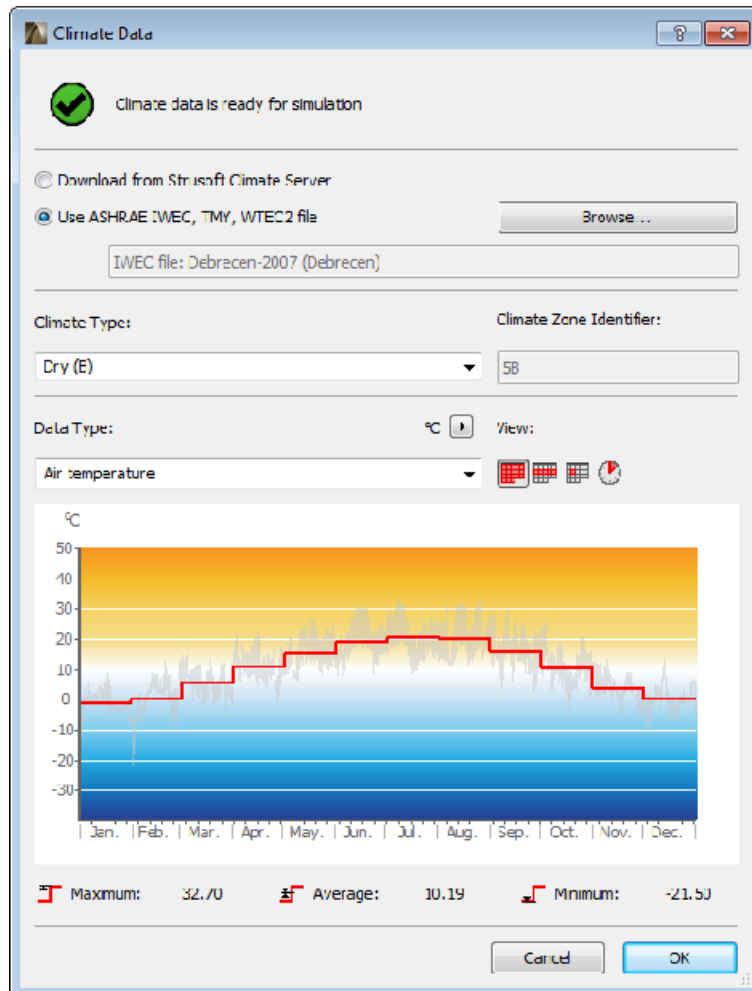 Climate Data
Climate data is ready for simulation
Download from Strusoft Climate Server
Use ASHRAE IWEC, TMY, WTEC2 file
Browse...
IWEC file: Debrecen-2007 (Debrecen)
Climate Type:
Climate Zone Identifier:
Dry (E)
5B
Data Type:
°C
View:
Air temperature
°C
50
40
30
20
10
0
-10
-20
-30
Jan. Feb. Mar. Apr. May. Jun. Jul. Aug. Sep. Oct. Nov. Dec.
Maximum: 32.70 Average: 10.19 Minimum: -21.50
Cancel
OK